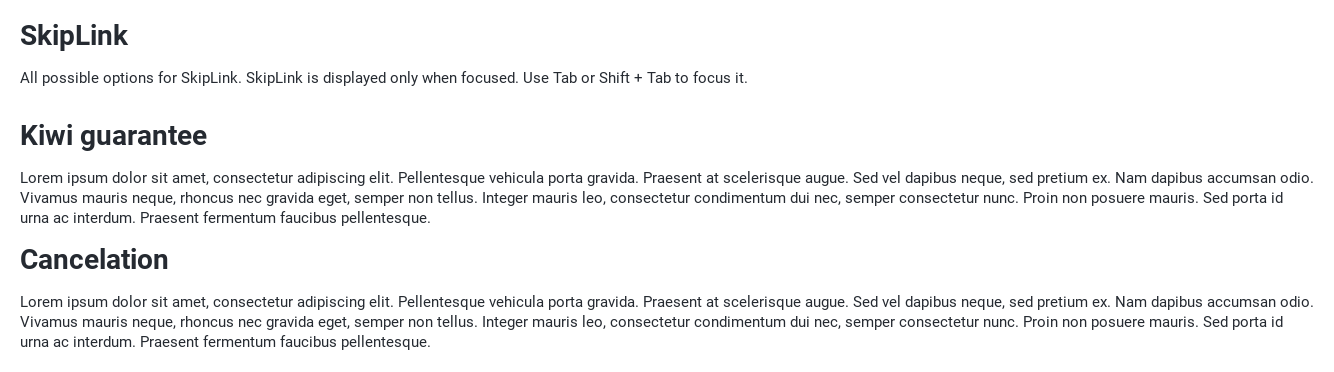 SkipLink
All possible options for SkipLink. SkipLink is displayed only when focused. Use Tab or Shift + Tab to focus it.
Kiwi guarantee
Lorem ipsum dolor sit amet, consectetur adipiscing elit. Pellentesque vehicula porta gravida. Praesent at scelerisque augue. Sed vel dapibus neque, sed pretium ex. Nam dapibus accumsan odio.
Vivamus mauris neque, rhoncus nec gravida eget, semper non tellus. Integer mauris leo, consectetur condimentum dui nec, semper consectetur nunc. Proin non posuere mauris. Sed porta id
urna ac interdum. Praesent fermentum faucibus pellentesque.
Cancelation
Lorem ipsum dolor sit amet, consectetur adipiscing elit. Pellentesque vehicula porta gravida. Praesent at scelerisque augue. Sed vel dapibus neque, sed pretium ex. Nam dapibus accumsan odio.
Vivamus mauris neque, rhoncus nec gravida eget, semper non tellus. Integer mauris leo, consectetur condimentum dui nec, semper consectetur nunc. Proin non posuere mauris. Sed porta id
urna ac interdum. Praesent fermentum faucibus pellentesque.